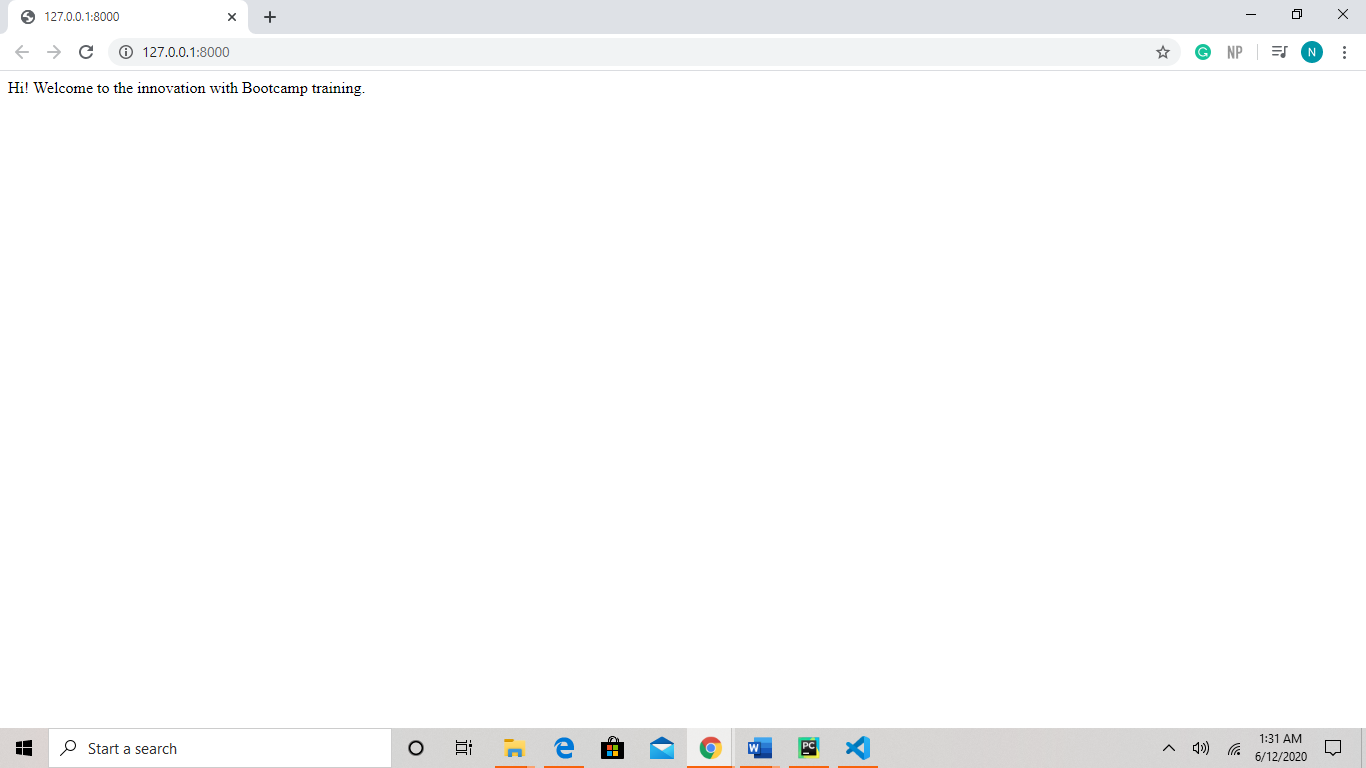 127.0.0.1:8000
127.0.0.1:8000
NP
N
Hi! Welcome to the innovation with Bootcamp training.
Start a search
W
PC
1:31 AM
6/12/2020